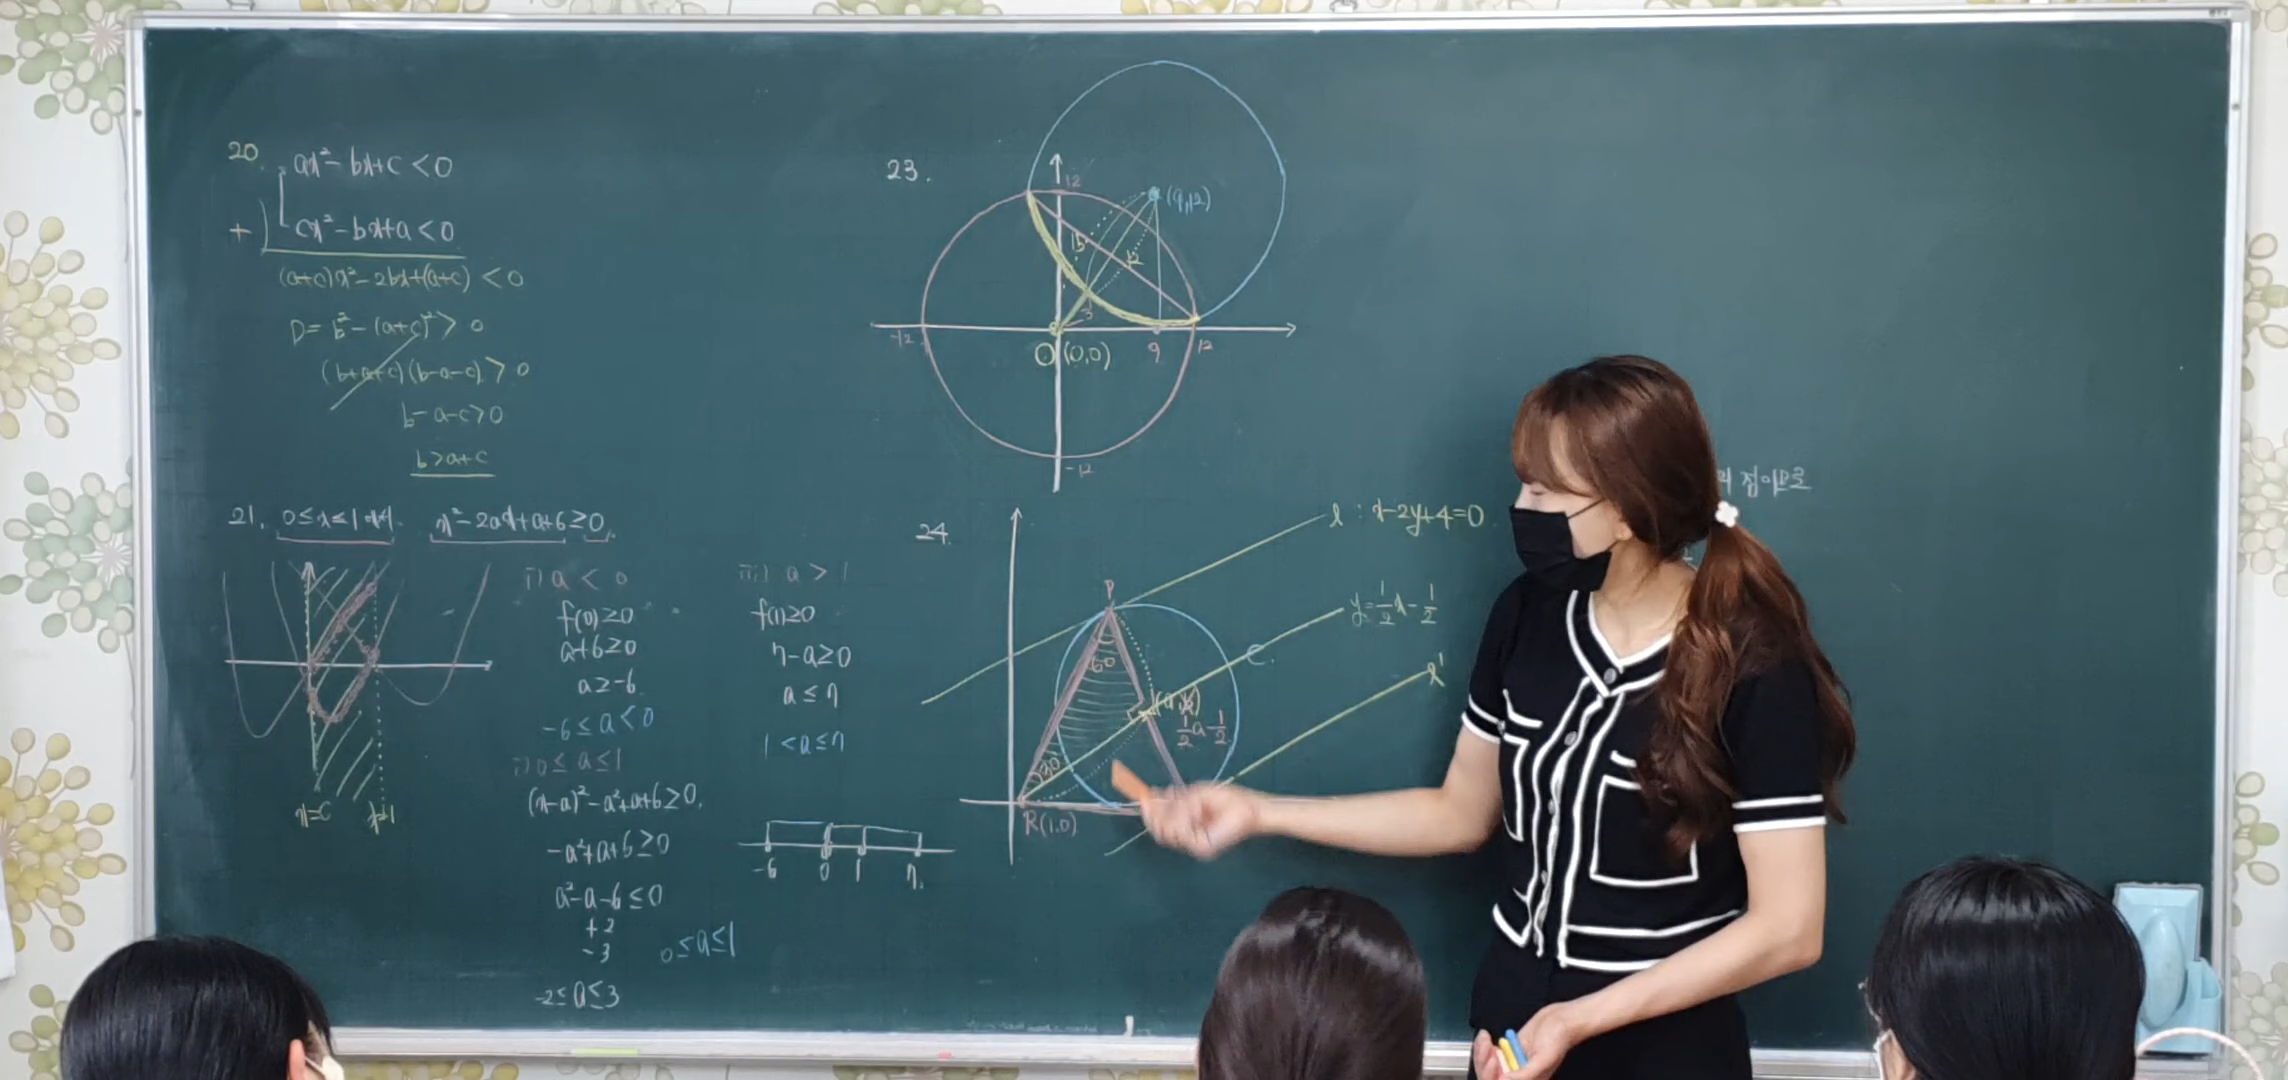 20.
ax²-bx+c<0
+ cx²-bx+a<0
(a+c)x²-2bx+(a+c)<0
D=b²-(a+c)²>0
(b+a+c)(b-a-c)>0
b-a-c>0
b>a+c
21. 0≤x≤1 에서 x²-2ax+a+6≥0
x=0
x=1
i) a<0
f(0)≥0
a+6≥0
a≥-6
-6≤a<0
ii) 0≤a≤1
(x-a)²-a²+a+6≥0
-a²+a+6≥0
a²-a-6≤0
+2
-3
0≤a≤1
-2≤a≤3
iii) a>1
f(1)≥0
7-a≥0
a≤7
1<a≤7
-6 0 1 7
23.
12
(9,12)
15
12
3
-12
O(0,0)
9
12
-12
24.
l : x-2y+4=0
P
y=1/2x-1/2
60
C
l'
1/2a-1/2
30
R(1,0)
의 점이므로